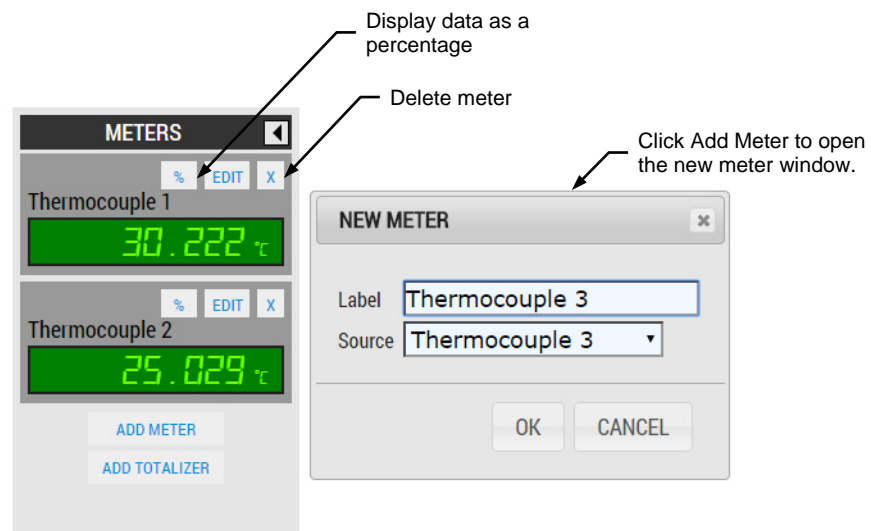 Display data as a
percentage
Delete meter
Click Add Meter to open
the new meter window.
METERS
% EDIT X
Thermocouple 1
30.222 °C
% EDIT X
Thermocouple 2
25.029 °C
ADD METER
ADD TOTALIZER
NEW METER
Label Thermocouple 3
Source Thermocouple 3
OK CANCEL